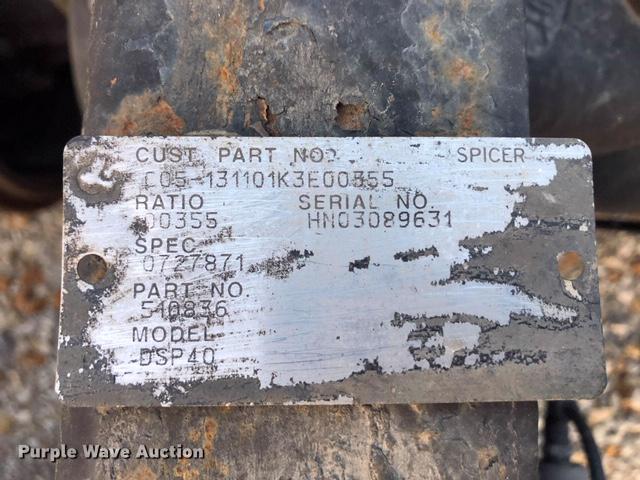 CUST. PART NO. SPICER
C05-131101K3E00355
RATIO SERIAL NO.
00355 HN03089631
SPEC
0727871
PART NO
510836
MODEL
DSP40
Purple Wave Auction